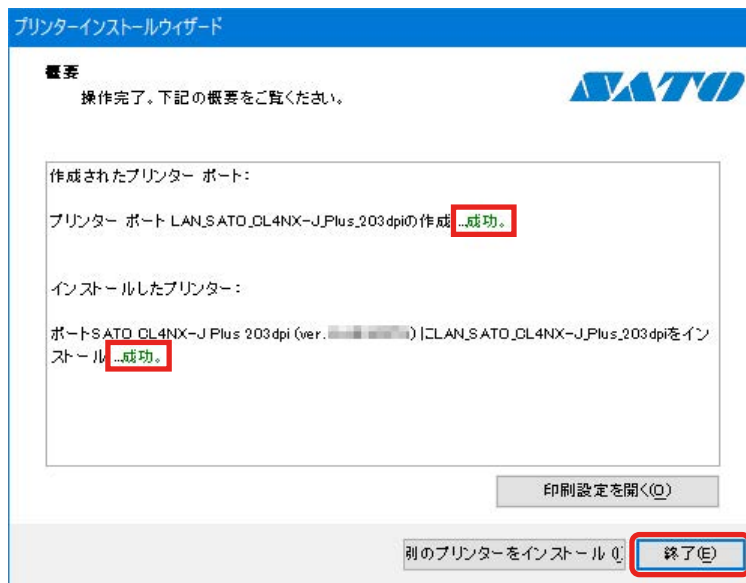 プリンターインストールウィザード
概要
操作完了。下記の概要をご覧ください。
SATO
作成されたプリンター ポート:
プリンター ポート LAN_SATO_CL4NX-J_Plus_203dpiの作成 ...成功。
インストールしたプリンター:
ポートSATO CL4NX-J Plus 203dpi (ver. ) にLAN_SATO_CL4NX-J_Plus_203dpiをイン
ストール ...成功。
印刷設定を開く(O)
別のプリンターをインストール (I
終了(E)